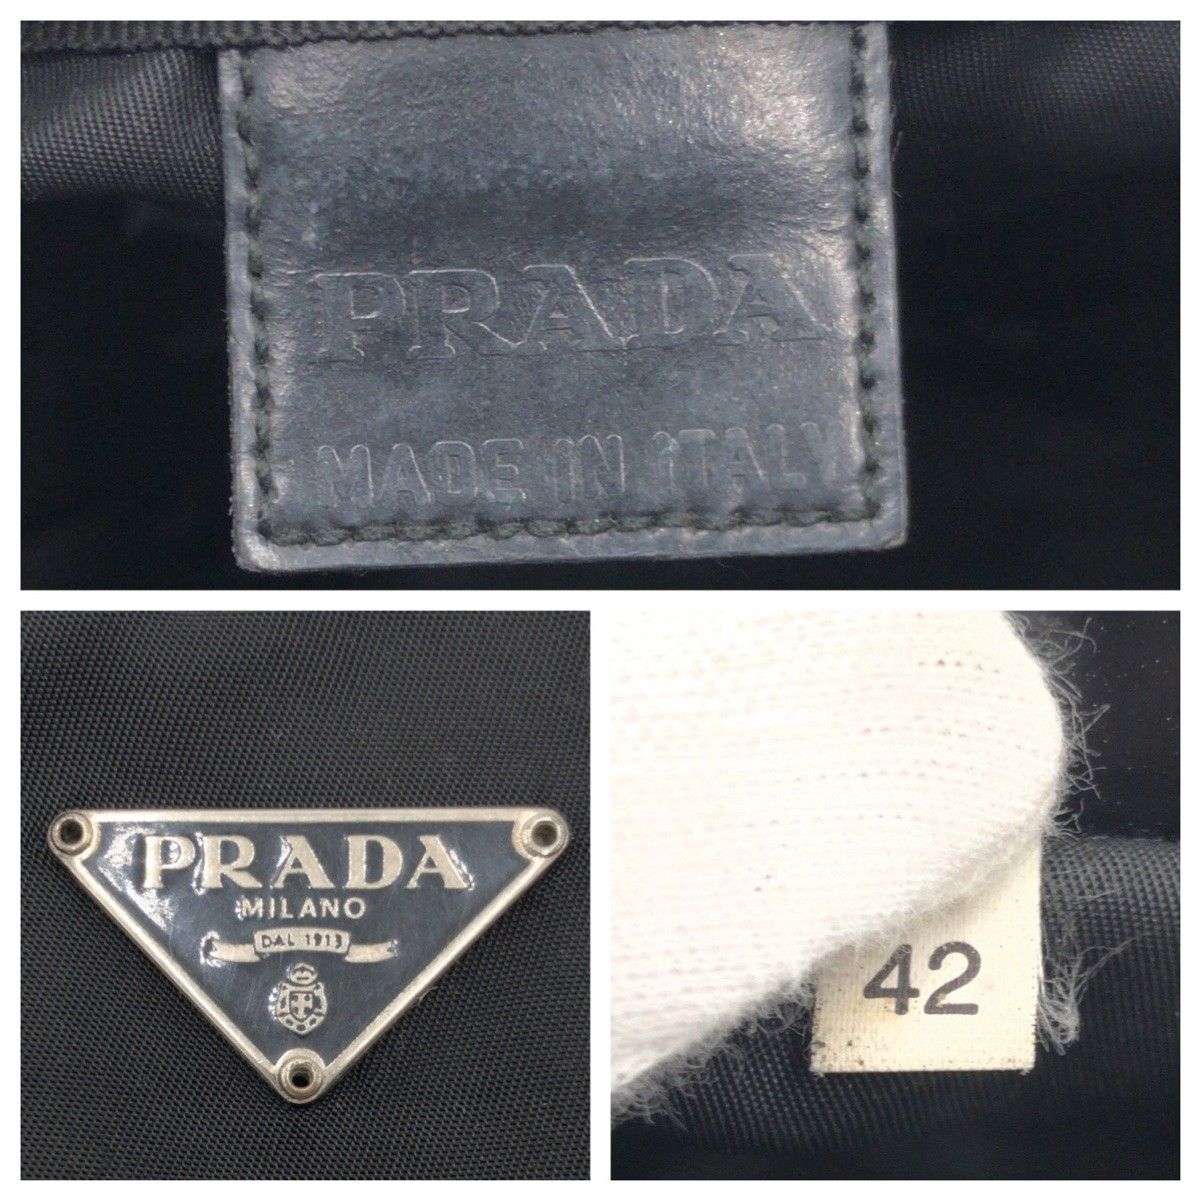 PRADA
MADE IN ITALY
PRADA
MILANO
DAL 1913
42